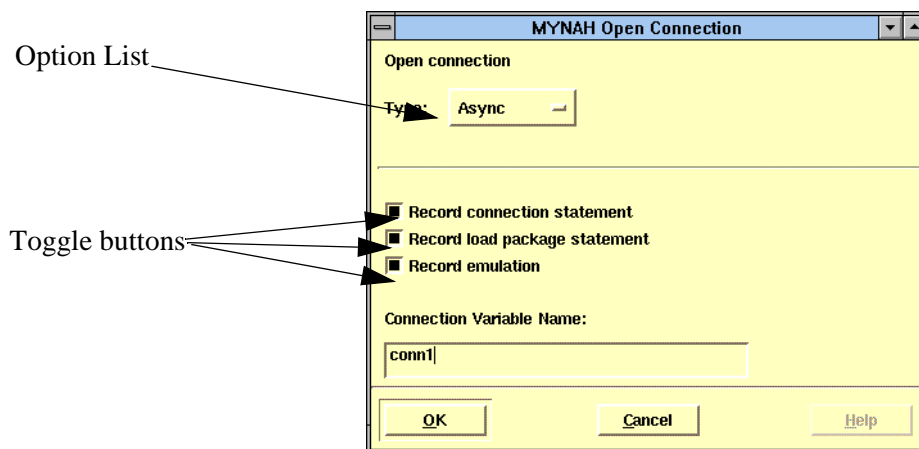 MYNAH Open Connection
Open connection
Option List
Type: Async
Record connection statement
Toggle buttons
Record load package statement
Record emulation
Connection Variable Name:
conn1
OK Cancel Help